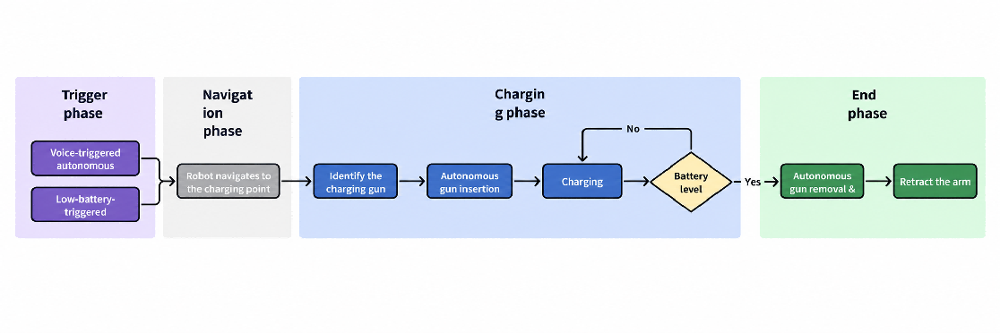 Trigger
phase
Voice-triggered
autonomous
Low-battery-
triggered
Navigat
ion
phase
Robot navigates to
the charging point
Chargin
g phase
Identify the
charging gun
Autonomous
gun insertion
Charging
No
Battery
level
Yes
End
phase
Autonomous
gun removal &
Retract the arm